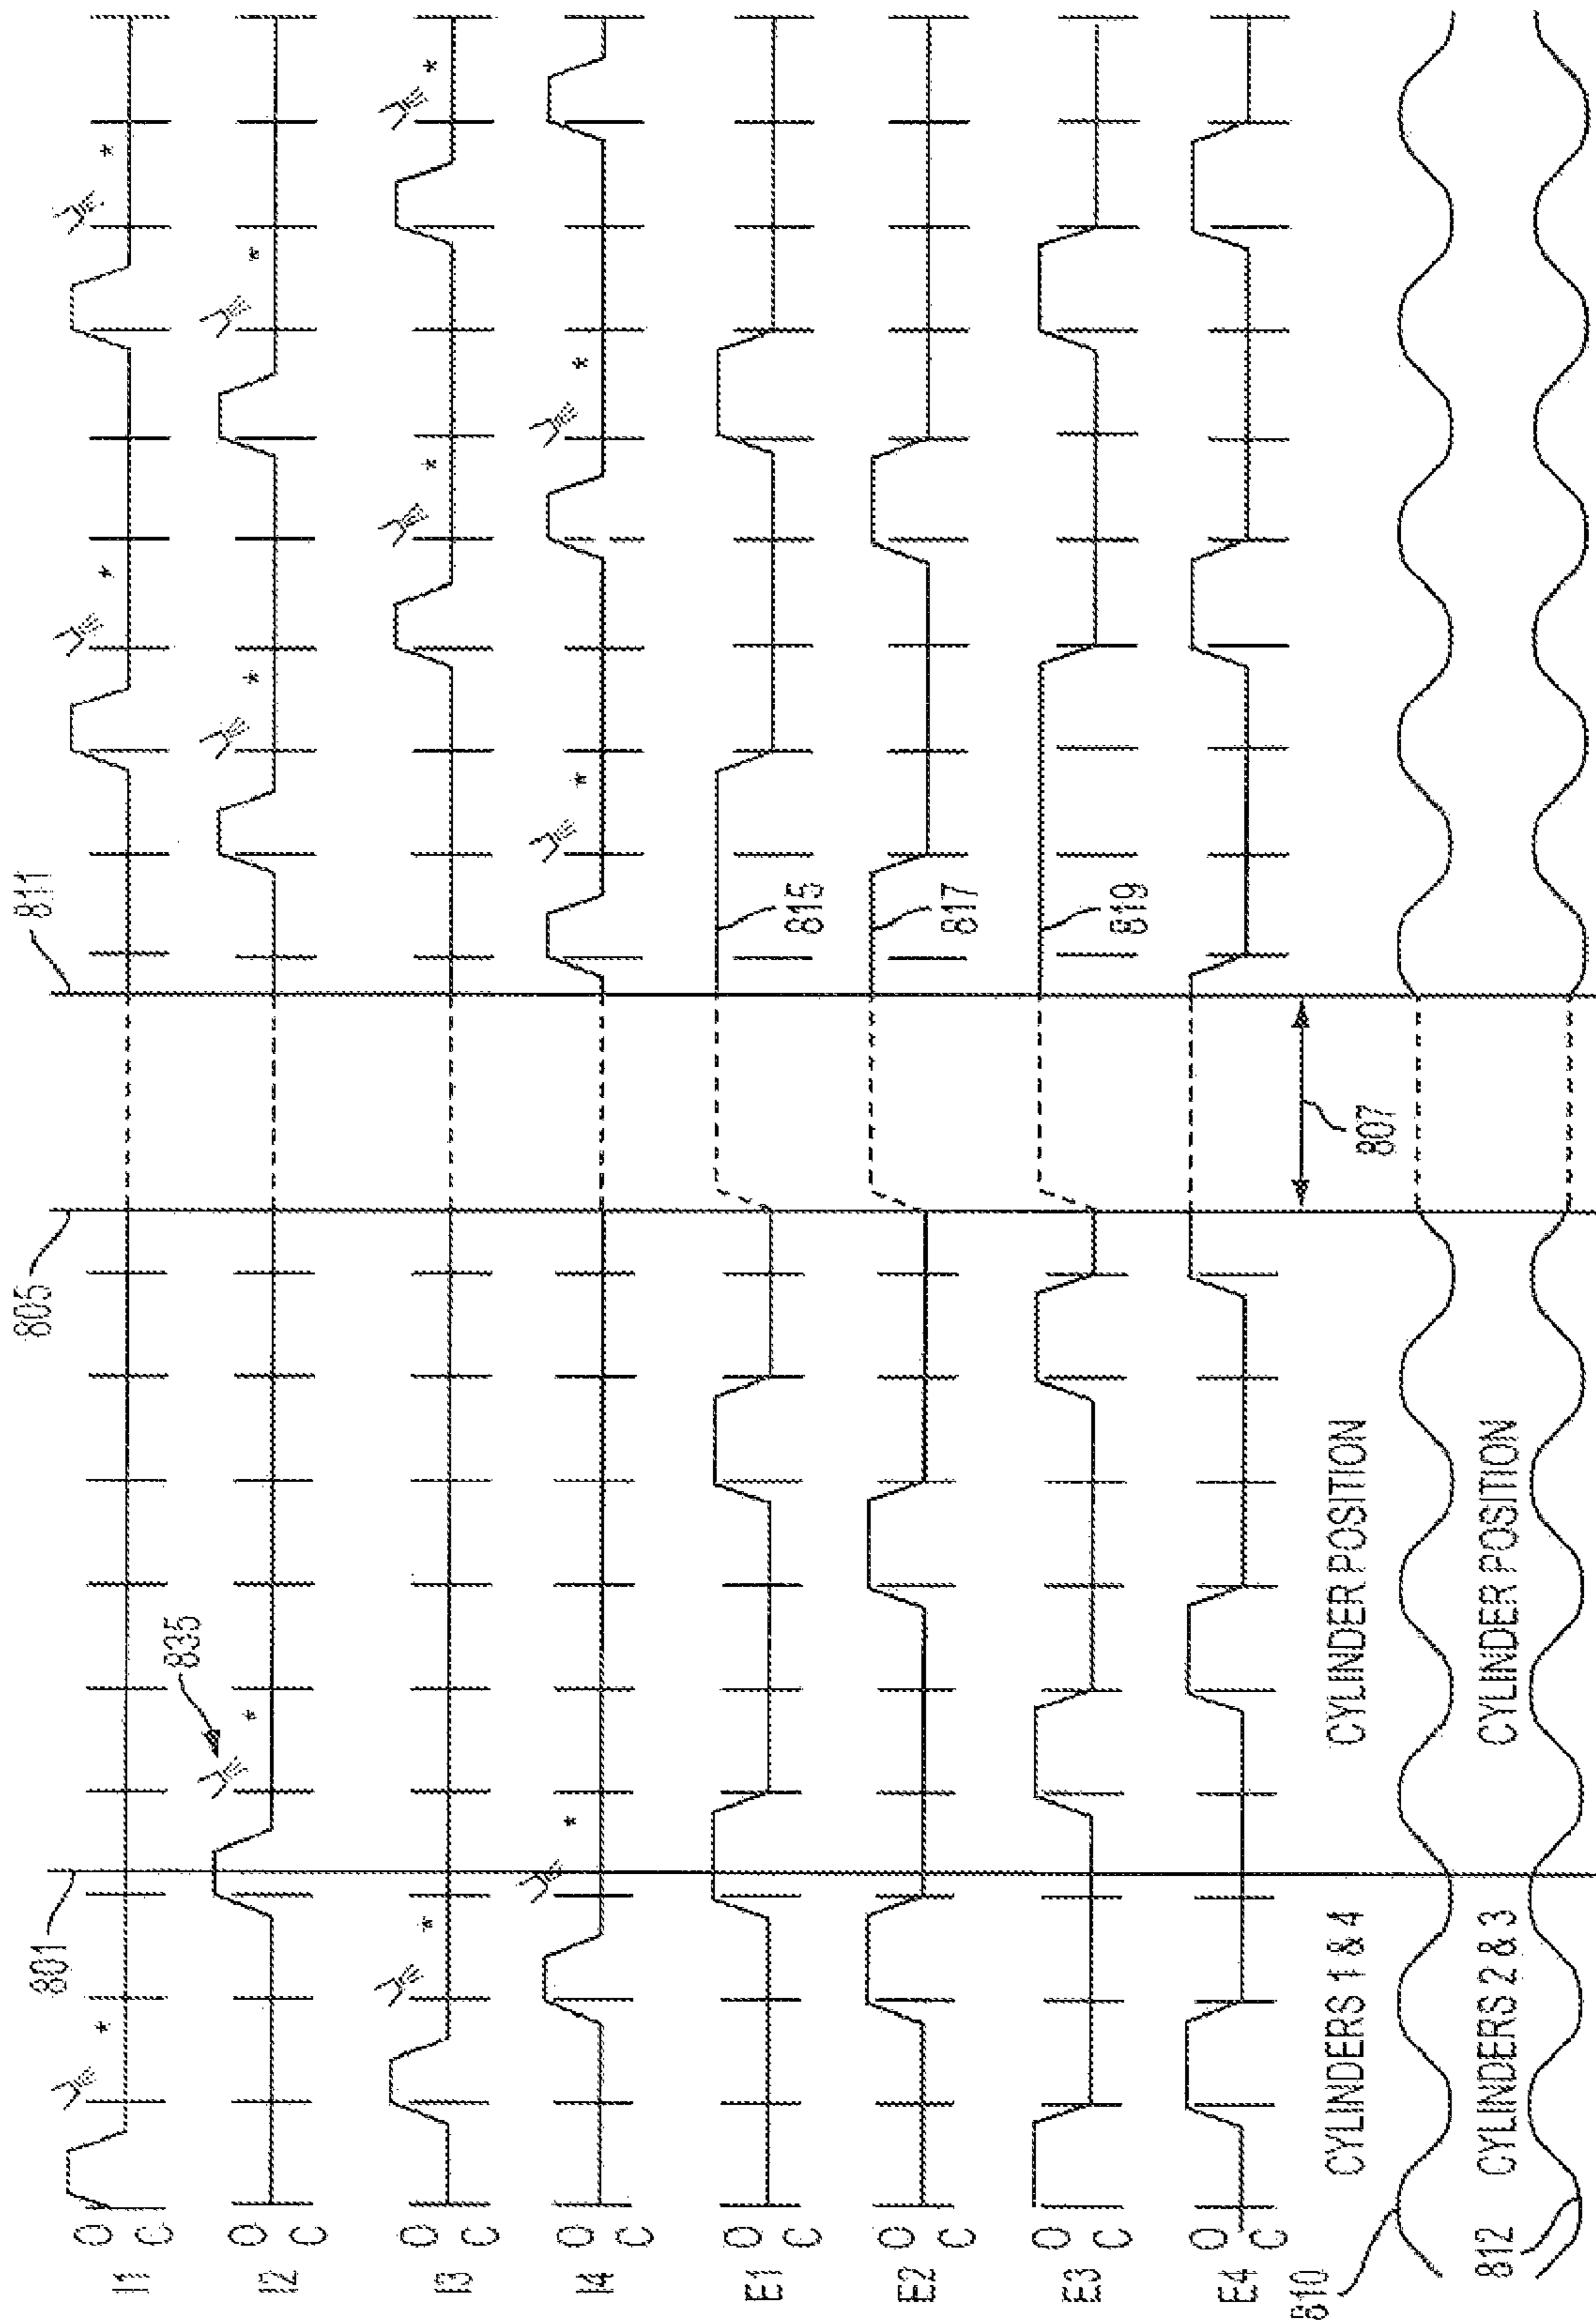 801
805
811
I1 O C
835
I2 O C
I3 O C
I4 O C
E1 O C
815
E2 O C
817
E3 O C
819
E4 O C
807
CYLINDERS 1 & 4 CYLINDER POSITION
810
CYLINDERS 2 & 3 CYLINDER POSITION
812